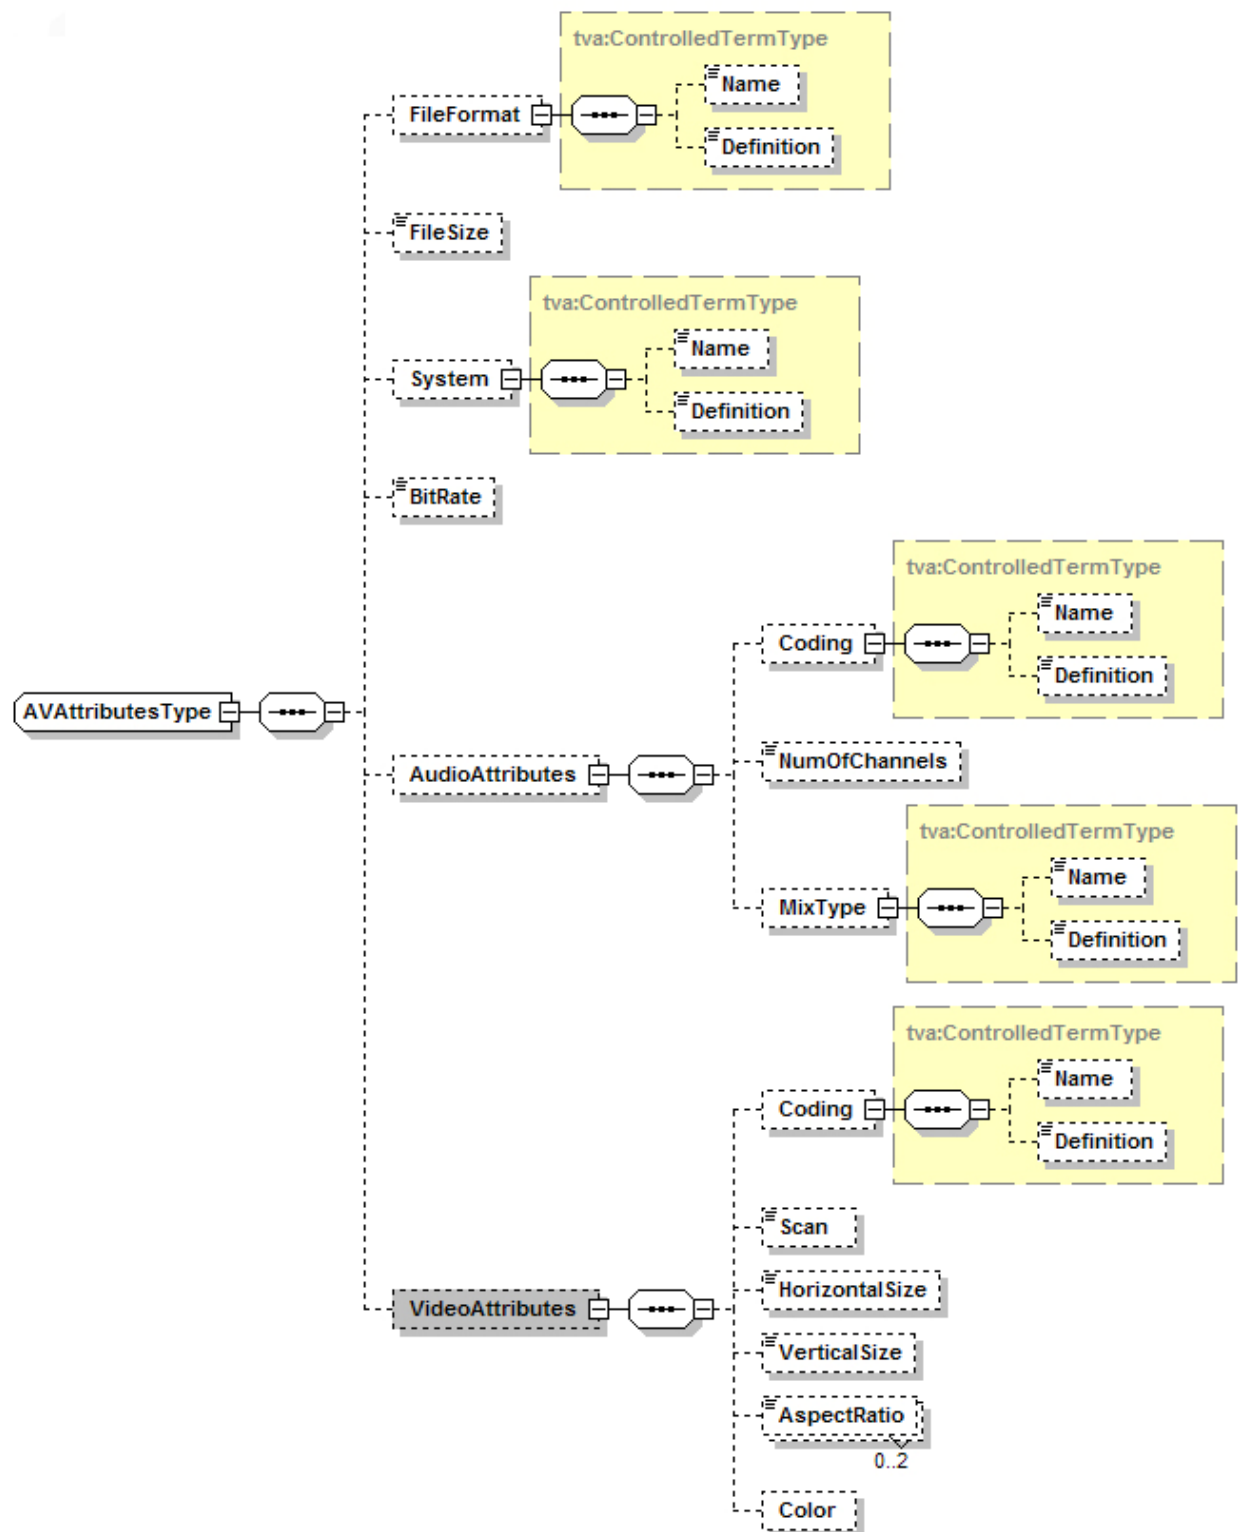 tva:ControlledTermType
Name
FileFormat
Definition
FileSize
tva:ControlledTermType
Name
System
Definition
BitRate
tva:ControlledTermType
Name
Coding
Definition
AVAttributesType
NumOfChannels
AudioAttributes
tva:ControlledTermType
Name
MixType
Definition
tva:ControlledTermType
Name
Coding
Definition
Scan
HorizontalSize
VideoAttributes
VerticalSize
AspectRatio
0..2
Color